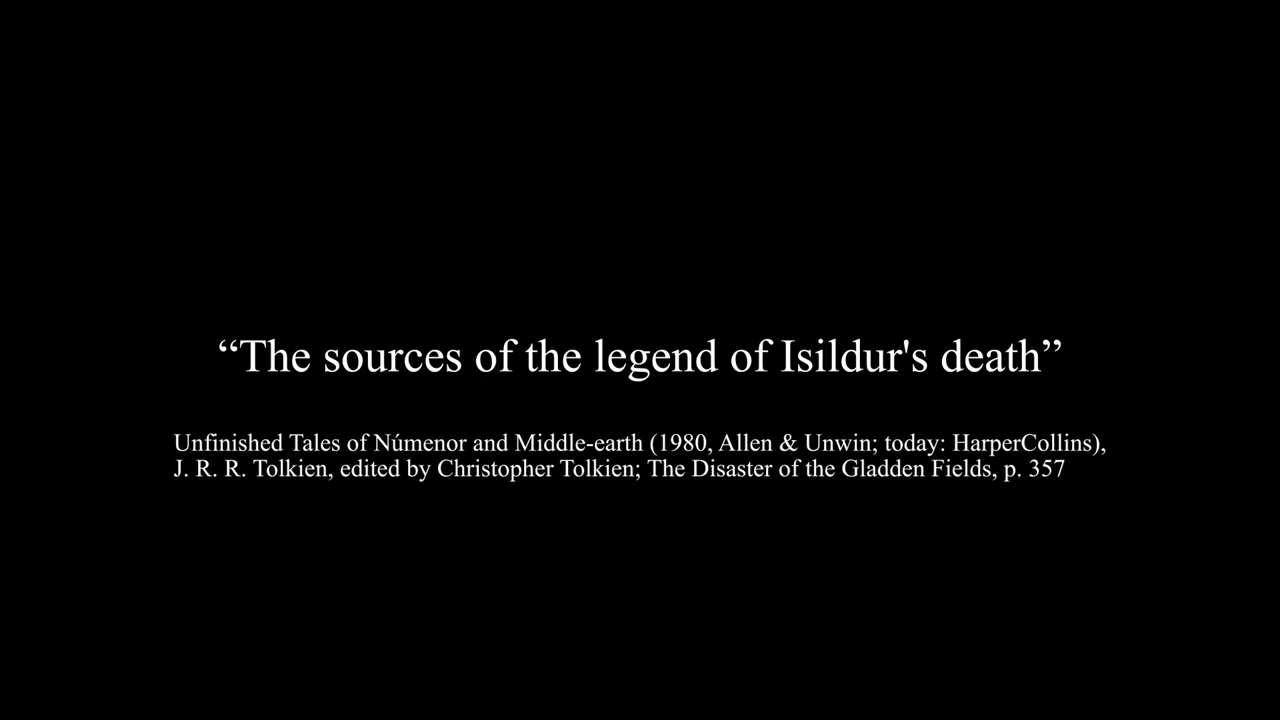 “The sources of the legend of Isildur's death”
Unfinished Tales of Númenor and Middle-earth (1980, Allen & Unwin; today: HarperCollins),
J. R. R. Tolkien, edited by Christopher Tolkien; The Disaster of the Gladden Fields, p. 357